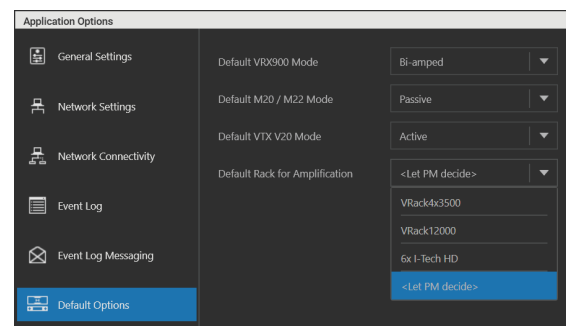 Application Options
General Settings
Network Settings
Network Connectivity
Event Log
Event Log Messaging
Default Options
Default VRX900 Mode
Bi-amped
Default M20 / M22 Mode
Passive
Default VTX V20 Mode
Active
Default Rack for Amplification
<Let PM decide>
VRack4x3500
VRack12000
6x I-Tech HD
<Let PM decide>